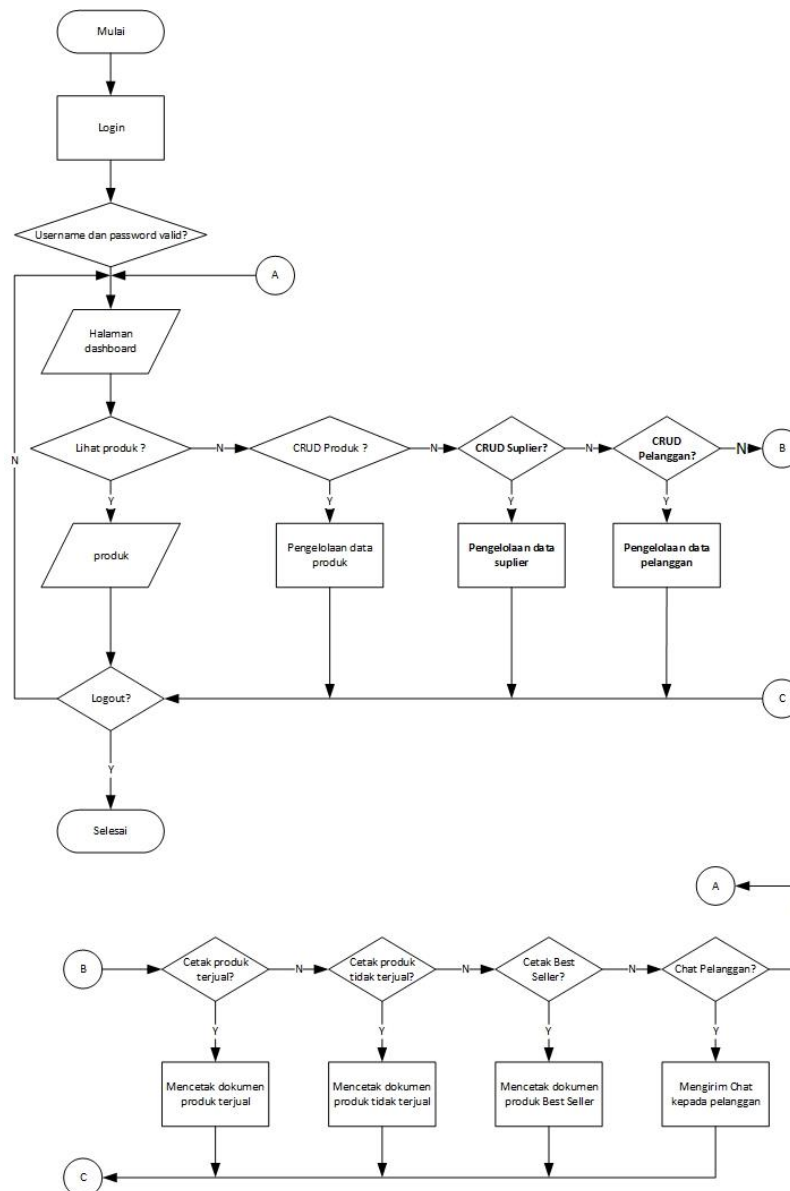 Mulai
Login
Username dan password valid?
A
Halaman
dashboard
Lihat produk ?
N
CRUD Produk ?
N
CRUD Suplier?
N
CRUD
Pelanggan?
N
B
N
Y
Y
Y
Y
produk
Pengelolaan data
produk
Pengelolaan data
suplier
Pengelolaan data
pelanggan
Logout?
C
Y
Selesai
A
B
Cetak produk
terjual?
N
Cetak produk
tidak terjual?
N
Cetak Best
Seller?
N
Chat Pelanggan?
Y
Y
Y
Y
Mencetak dokumen
produk terjual
Mencetak dokumen
produk tidak terjual
Mencetak dokumen
produk Best Seller
Mengirim Chat
kepada pelanggan
C